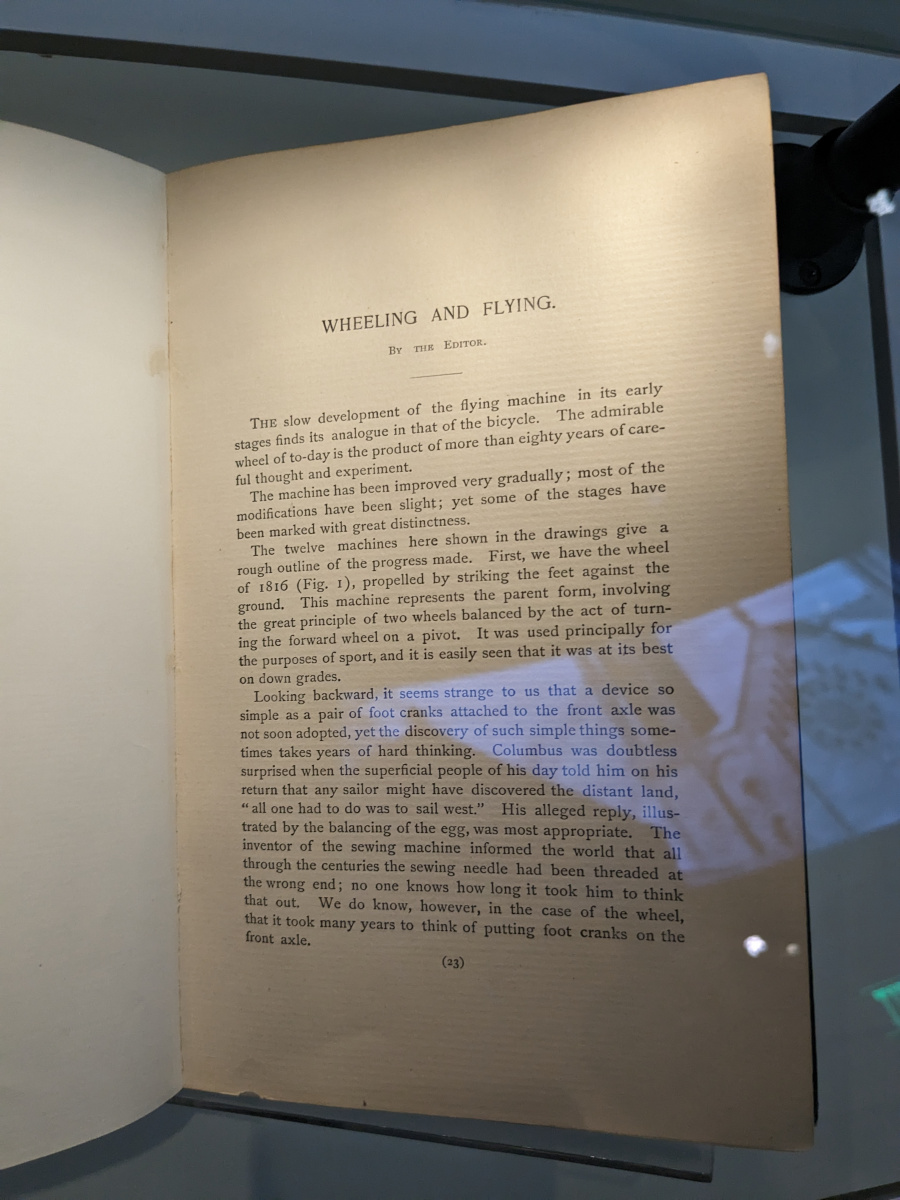 WHEELING AND FLYING.
By the Editor.
The slow development of the flying machine in its early
stages finds its analogue in that of the bicycle. The admirable
wheel of to-day is the product of more than eighty years of care-
ful thought and experiment.
The machine has been improved very gradually; most of the
modifications have been slight; yet some of the stages have
been marked with great distinctness.
The twelve machines here shown in the drawings give a
rough outline of the progress made. First, we have the wheel
of 1816 (Fig. 1), propelled by striking the feet against the
ground. This machine represents the parent form, involving
the great principle of two wheels balanced by the act of turn-
ing the forward wheel on a pivot. It was used principally for
the purposes of sport, and it is easily seen that it was at its best
on down grades.
Looking backward, it seems strange to us that a device so
simple as a pair of foot cranks attached to the front axle was
not soon adopted, yet the discovery of such simple things some-
times takes years of hard thinking. Columbus was doubtless
surprised when the superficial people of his day told him on his
return that any sailor might have discovered the distant land,
“all one had to do was to sail west.” His alleged reply, illus-
trated by the balancing of the egg, was most appropriate. The
inventor of the sewing machine informed the world that all
through the centuries the sewing needle had been threaded at
the wrong end; no one knows how long it took him to think
that out. We do know, however, in the case of the wheel,
that it took many years to think of putting foot cranks on the
front axle.
(23)